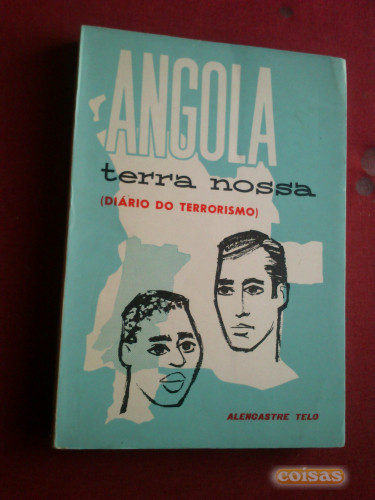 ANGOLA
terra nossa
(DIÁRIO DO TERRORISMO)
ALENCASTRE TELO
coisas